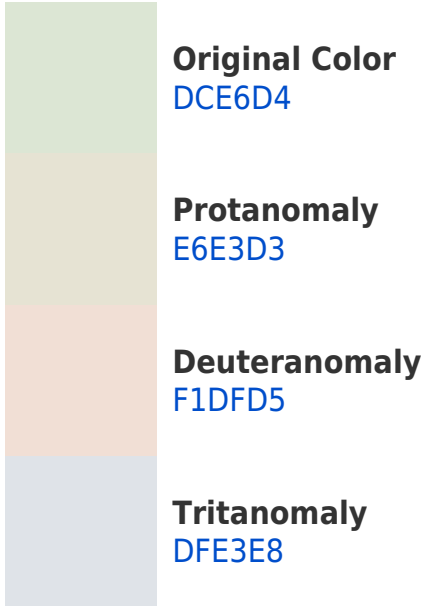 Original Color
DCE6D4
Protanomaly
E6E3D3
Deuteranomaly
F1DFD5
Tritanomaly
DFE3E8